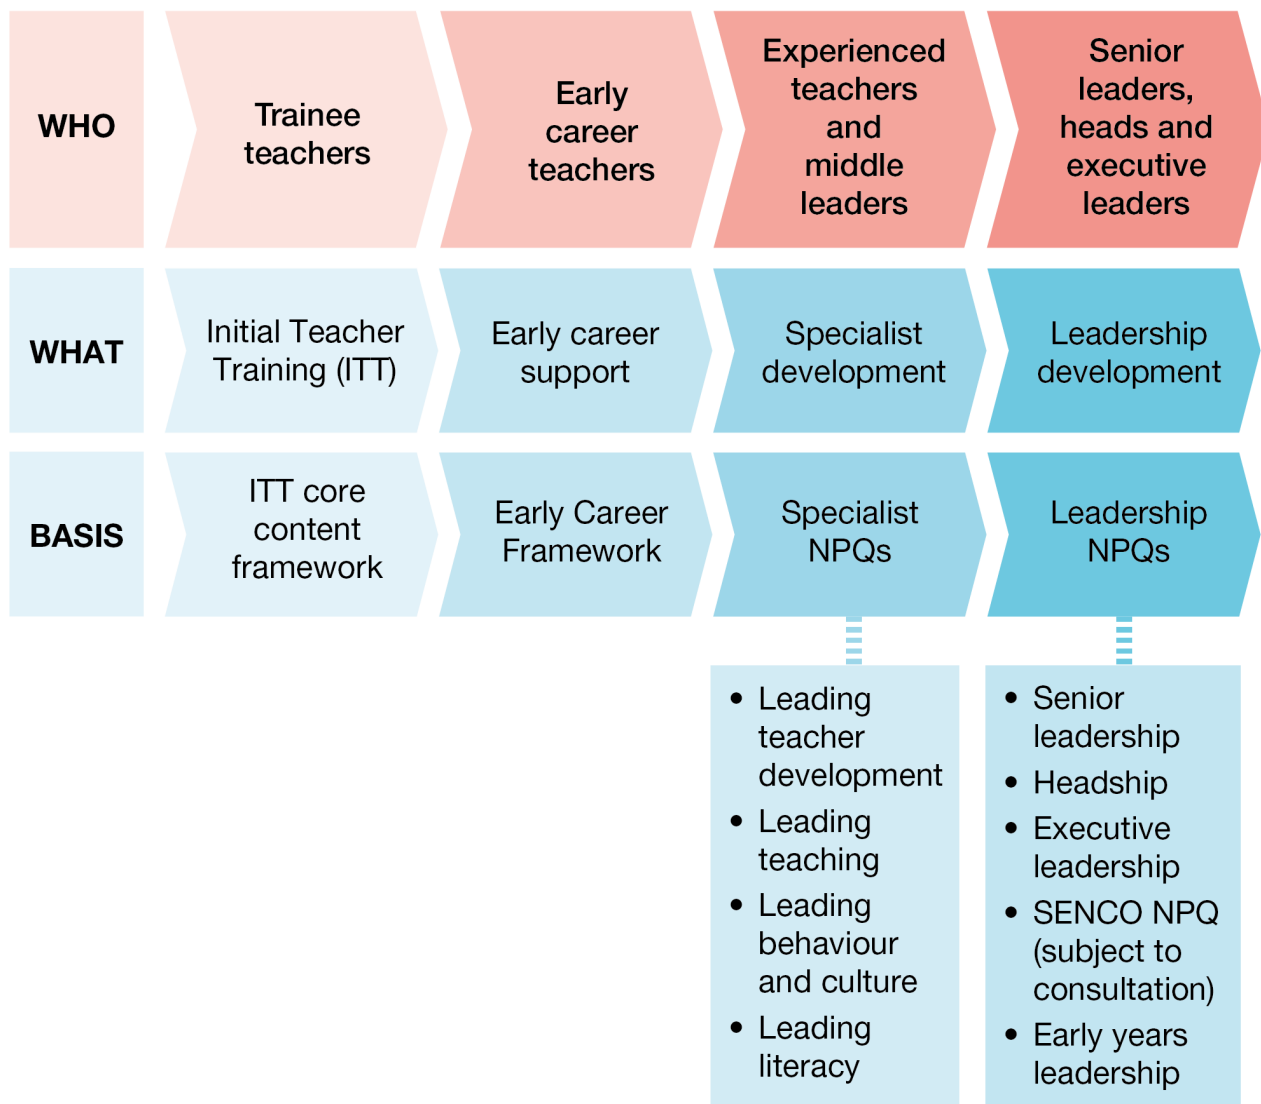 WHO
Trainee
teachers
Early
career
teachers
Experienced
teachers
and
middle
leaders
Senior
leaders,
heads and
executive
leaders
WHAT
Initial Teacher
Training (ITT)
Early career
support
Specialist
development
Leadership
development
BASIS
ITT core
content
framework
Early Career
Framework
Specialist
NPQs
Leadership
NPQs
• Leading
teacher
development
• Leading
teaching
• Leading
behaviour
and culture
• Leading
literacy
• Senior
leadership
• Headship
• Executive
leadership
• SENCO NPQ
(subject to
consultation)
• Early years
leadership